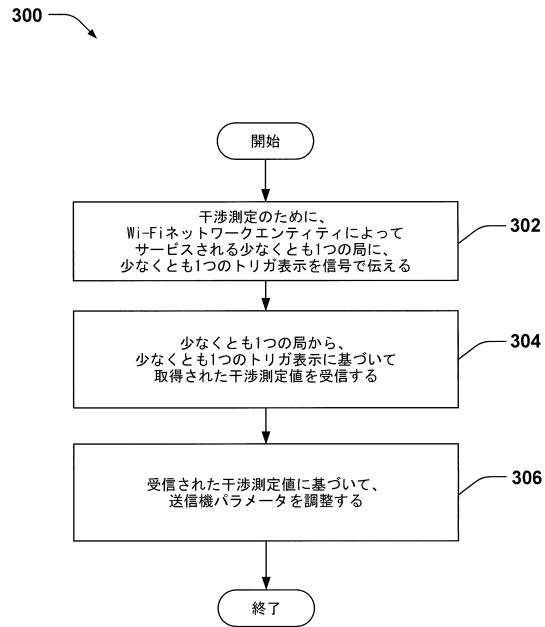 300
開始
干渉測定のために、
Wi-Fiネットワークエンティティによって
サービスされる少なくとも1つの局に、
少なくとも1つのトリガ表示を信号で伝える
302
少なくとも1つの局から、
少なくとも1つのトリガ表示に基づいて
取得された干渉測定値を受信する
304
受信された干渉測定値に基づいて、
送信機パラメータを調整する
306
終了